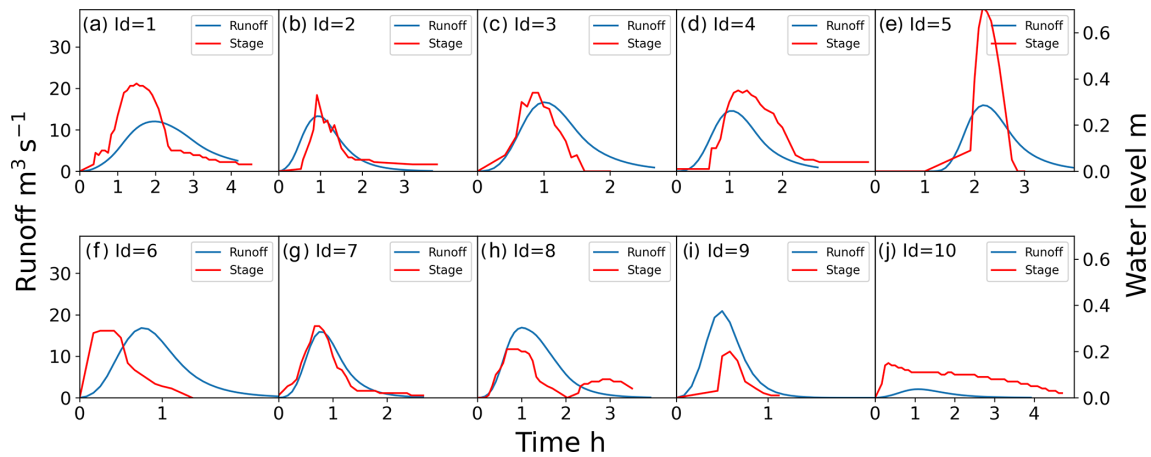 (a) Id=1
Runoff
Stage
(b) Id=2
Runoff
Stage
(c) Id=3
Runoff
Stage
(d) Id=4
Runoff
Stage
(e) Id=5
Runoff
Stage
30
20
10
0
0.6
0.4
0.2
0.0
0 1 2 3 4
0 1 2 3
0 1 2
0 1 2
0 1 2 3
Runoff m³ s⁻¹
Water level m
(f) Id=6
Runoff
Stage
(g) Id=7
Runoff
Stage
(h) Id=8
Runoff
Stage
(i) Id=9
Runoff
Stage
(j) Id=10
Runoff
Stage
30
20
10
0
0.6
0.4
0.2
0.0
0 1
0 1 2
0 1 2 3
0 1
0 1 2 3 4
Time h